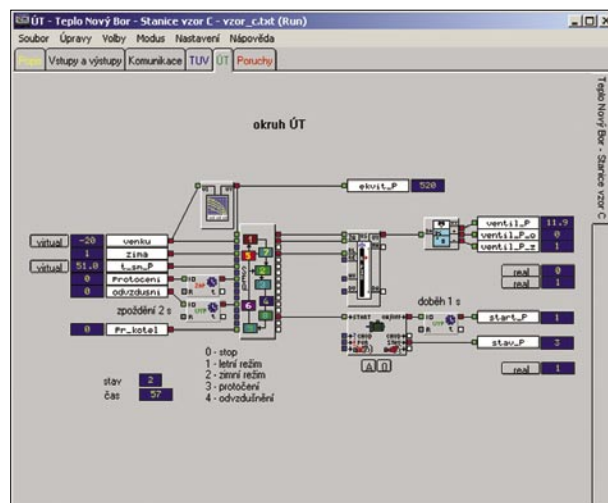 ÚT - Teplo Nový Bor - Stanice vzor C - vzor_c.txt (Run)
Soubor Úpravy Volby Modus Nastavení Nápověda
Popis Vstupy a výstupy Komunikace TUV ÚT Poruchy
Teplo Nový Bor - Stanice vzor C
okruh ÚT
ekvit_P 520
virtual -20 venku
1 zima
virtual 51.0 t_sm_P
0 Protoceni
0 odvzdusni
zpoždění 2 s
0 Pr_kotel
ventil_P 11.9
ventil_P_o 0
ventil_P_z 1
real 0
real 1
doběh 1 s
START
start_P 1
stav_P 3
real 1
0 - stop
1 - letní režim
2 - zimní režim
3 - protočení
4 - odvzdušnění
stav 2
čas 57